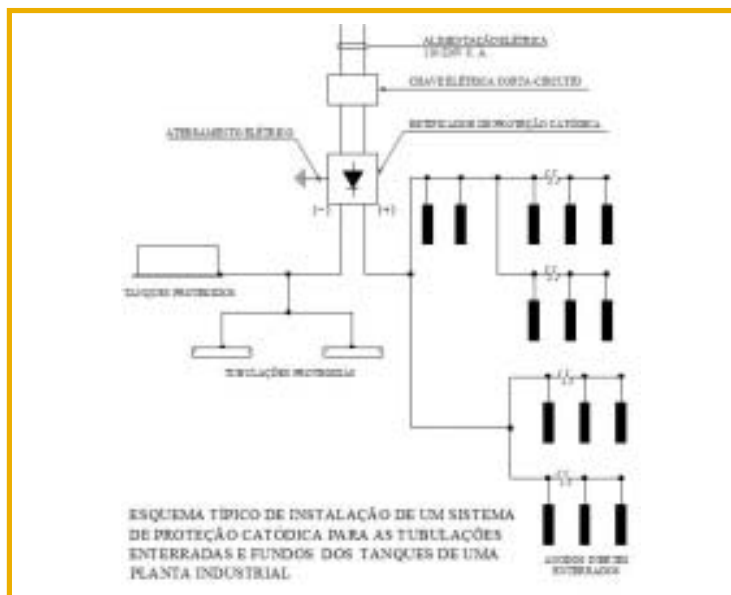 ALIMENTAÇÃO ELÉTRICA
CHAVE ELÉTRICA CORTA-CIRCUITO
RETIFICADOR DE PROTEÇÃO CATÓDICA
ATERRAMENTO ELÉTRICO
(-) (+)
TANQUES PROTEGIDOS
TUBULAÇÕES PROTEGIDAS
ESQUEMA TÍPICO DE INSTALAÇÃO DE UM SISTEMA
DE PROTEÇÃO CATÓDICA PARA AS TUBULAÇÕES
ENTERRADAS E FUNDOS DOS TANQUES DE UMA
PLANTA INDUSTRIAL
ANODOS INERTES
ENTERRADOS